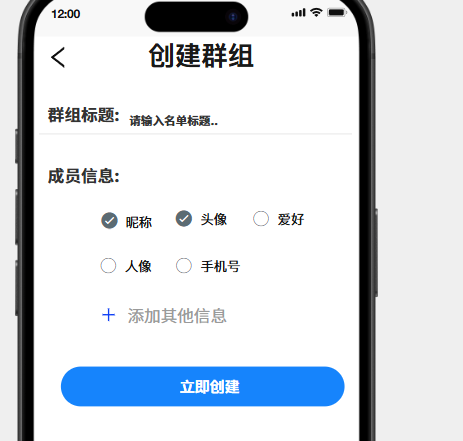 12:00
创建群组
群组标题: 请输入名单标题..
成员信息:
昵称 头像 爱好
人像 手机号
+ 添加其他信息
立即创建